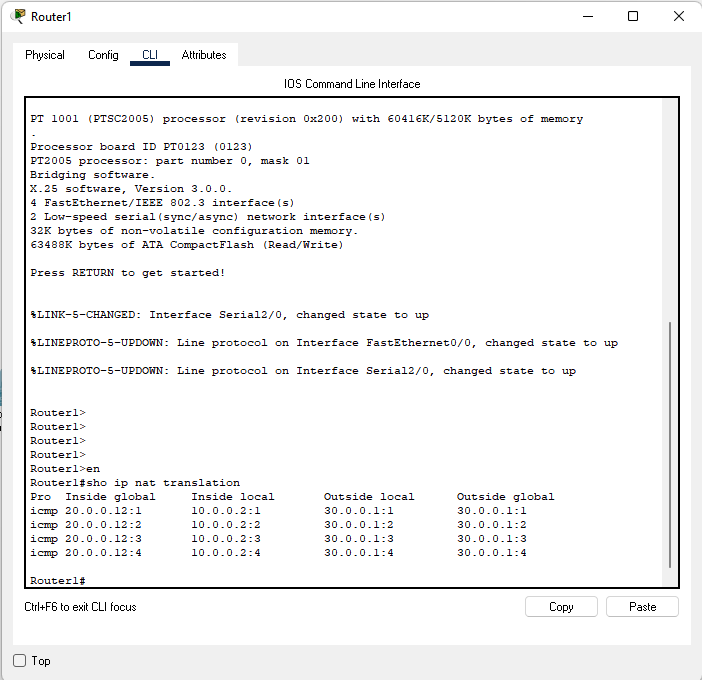 Router1
Physical Config CLI Attributes
IOS Command Line Interface
PT 1001 (PTSC2005) processor (revision 0x200) with 60416K/5120K bytes of memory
.
Processor board ID PT0123 (0123)
PT2005 processor: part number 0, mask 01
Bridging software.
X.25 software, Version 3.0.0.
4 FastEthernet/IEEE 802.3 interface(s)
2 Low-speed serial(sync/async) network interface(s)
32K bytes of non-volatile configuration memory.
63488K bytes of ATA CompactFlash (Read/Write)
Press RETURN to get started!
%LINK-5-CHANGED: Interface Serial2/0, changed state to up
%LINEPROTO-5-UPDOWN: Line protocol on Interface FastEthernet0/0, changed state to up
%LINEPROTO-5-UPDOWN: Line protocol on Interface Serial2/0, changed state to up
Router1>
Router1>
Router1>
Router1>
Router1>en
Router1#sho ip nat translation
Pro Inside global Inside local Outside local Outside global
icmp 20.0.0.12:1 10.0.0.2:1 30.0.0.1:1 30.0.0.1:1
icmp 20.0.0.12:2 10.0.0.2:2 30.0.0.1:2 30.0.0.1:2
icmp 20.0.0.12:3 10.0.0.2:3 30.0.0.1:3 30.0.0.1:3
icmp 20.0.0.12:4 10.0.0.2:4 30.0.0.1:4 30.0.0.1:4
Router1#
Ctrl+F6 to exit CLI focus
Copy Paste
Top